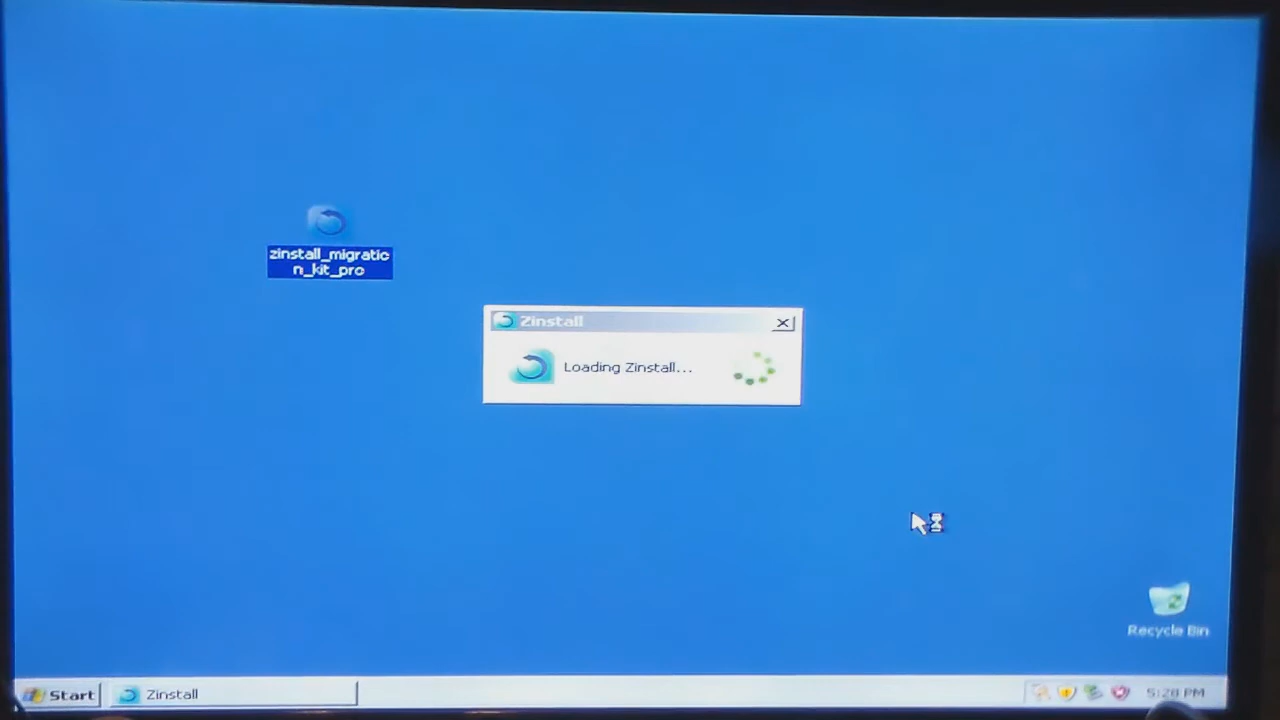 zinstall_migratio
n_kit_pro
Zinstall
Loading Zinstall...
Recycle Bin
Start
Zinstall
5:28 PM